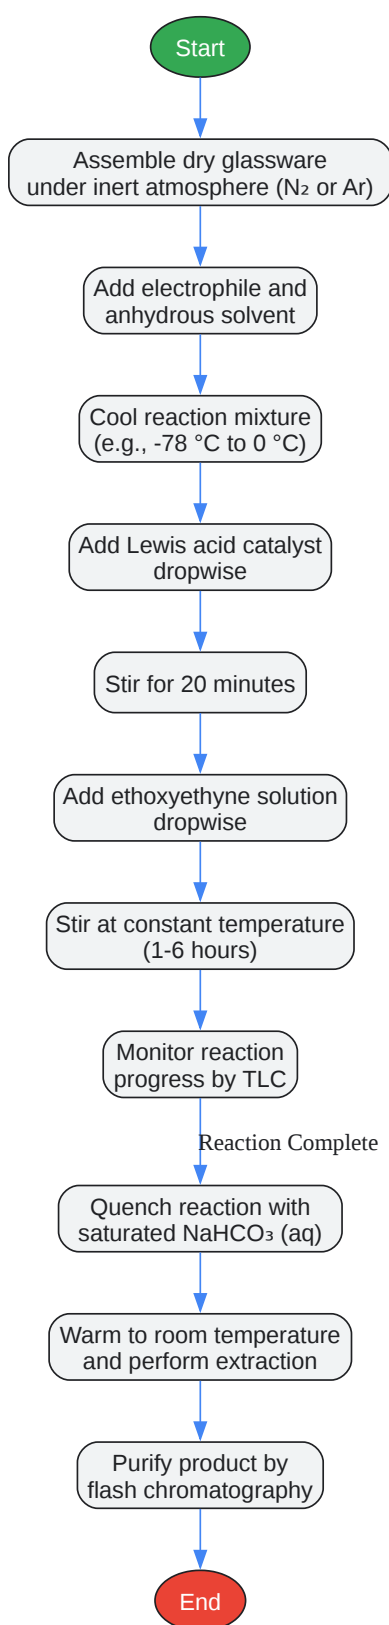 Start
Assemble dry glassware
under inert atmosphere (N₂ or Ar)
Add electrophile and
anhydrous solvent
Cool reaction mixture
(e.g., -78 °C to 0 °C)
Add Lewis acid catalyst
dropwise
Stir for 20 minutes
Add ethoxyethyne solution
dropwise
Stir at constant temperature
(1-6 hours)
Monitor reaction
progress by TLC
Reaction Complete
Quench reaction with
saturated NaHCO₃ (aq)
Warm to room temperature
and perform extraction
Purify product by
flash chromatography
End